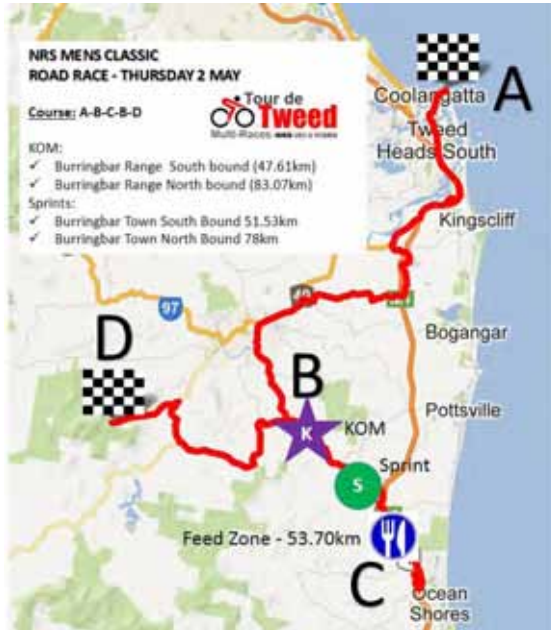 NRS MENS CLASSIC
ROAD RACE - THURSDAY 2 MAY
Course: A-B-C-B-D
Tour de
Tweed
Multi-Races
KOM:
✓ Burringbar Range South bound (47.61km)
✓ Burringbar Range North bound (83.07km)
Sprints:
✓ Burringbar Town South Bound 51.53km
✓ Burringbar Town North Bound 78km
A
Coolangatta
Tweed
Heads South
Kingscliff
97
Bogangar
D
B
Pottsville
K
KOM
Sprint
S
Feed Zone - 53.70km
C
Ocean
Shores